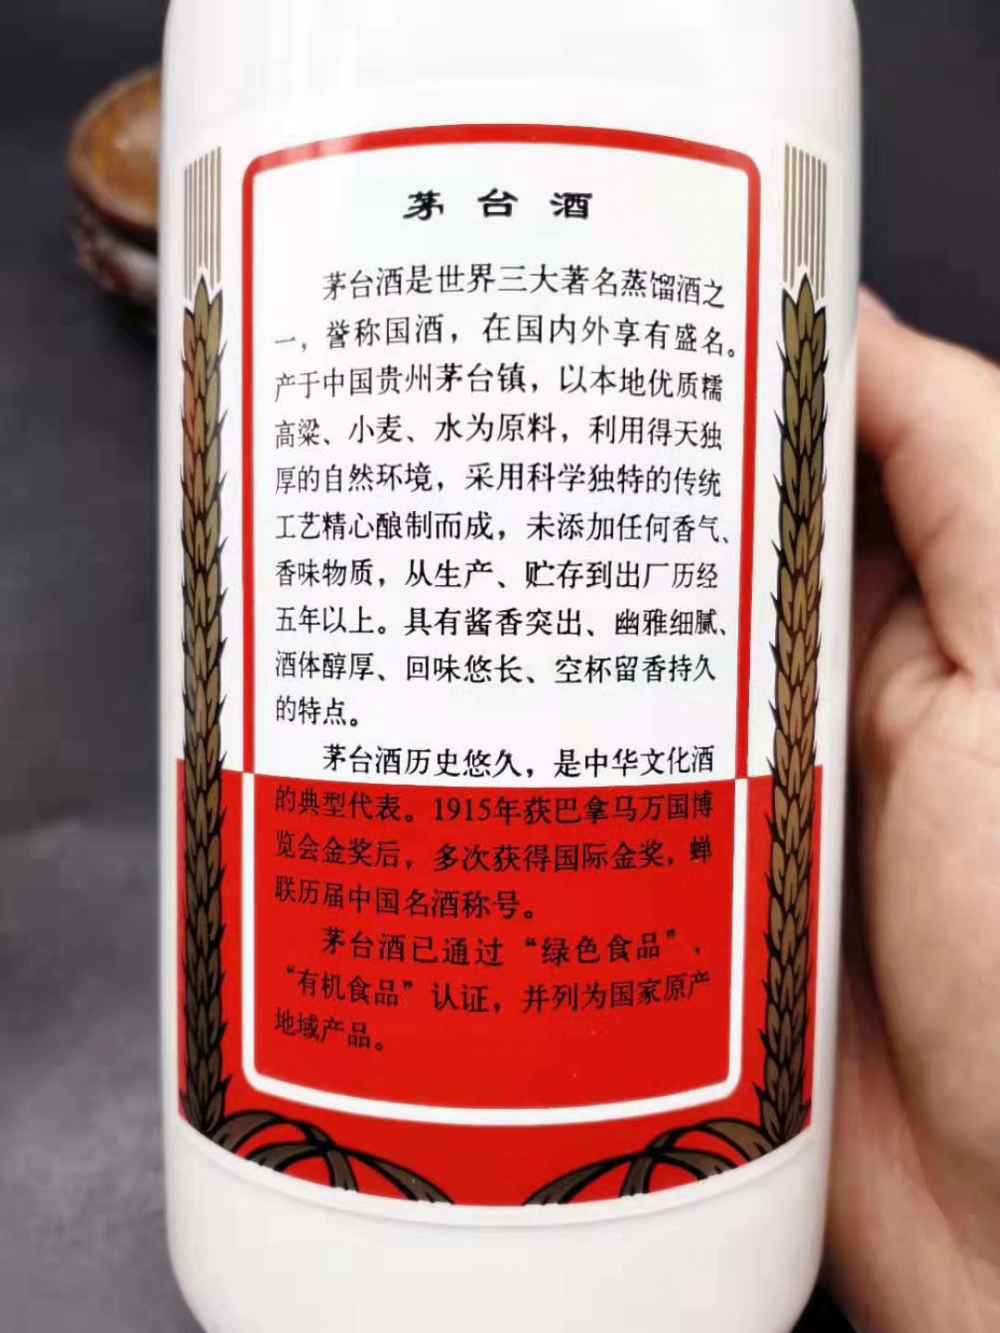 茅台酒
茅台酒是世界三大著名蒸馏酒之
一，誉称国酒，在国内外享有盛名。
产于中国贵州茅台镇，以本地优质糯
高粱、小麦、水为原料，利用得天独
厚的自然环境，采用科学独特的传统
工艺精心酿制而成，未添加任何香气、
香味物质，从生产、贮存到出厂历经
五年以上。具有酱香突出、幽雅细腻、
酒体醇厚、回味悠长、空杯留香持久
的特点。
茅台酒历史悠久，是中华文化酒
的典型代表。1915年获巴拿马万国博
览会金奖后，多次获得国际金奖，蝉
联历届中国名酒称号。
茅台酒已通过“绿色食品”、
“有机食品”认证，并列为国家原产
地域产品。